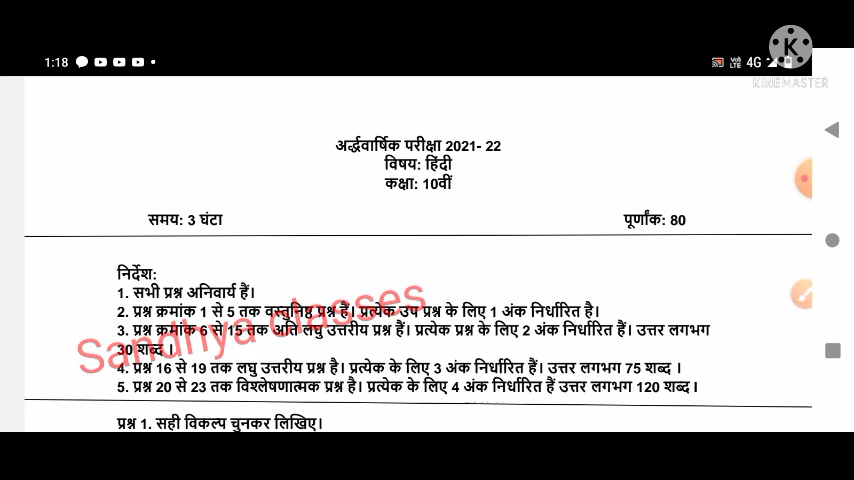 1:18
4G
K
KINEMASTER
अर्द्धवार्षिक परीक्षा 2021- 22
विषय: हिंदी
कक्षा: 10वीं
समय: 3 घंटा
पूर्णांक: 80
निर्देश:
1. सभी प्रश्न अनिवार्य हैं।
2. प्रश्न क्रमांक 1 से 5 तक वस्तुनिष्ठ प्रश्न हैं। प्रत्येक उप प्रश्न के लिए 1 अंक निर्धारित है।
3. प्रश्न क्रमांक 6 से 15 तक अति लघु उत्तरीय प्रश्न हैं। प्रत्येक प्रश्न के लिए 2 अंक निर्धारित हैं। उत्तर लगभग
30 शब्द ।
4. प्रश्न 16 से 19 तक लघु उत्तरीय प्रश्न है। प्रत्येक के लिए 3 अंक निर्धारित हैं। उत्तर लगभग 75 शब्द ।
5. प्रश्न 20 से 23 तक विश्लेषणात्मक प्रश्न है। प्रत्येक के लिए 4 अंक निर्धारित हैं उत्तर लगभग 120 शब्द ।
Sandhya classes
प्रश्न 1. सही विकल्प चुनकर लिखिए।